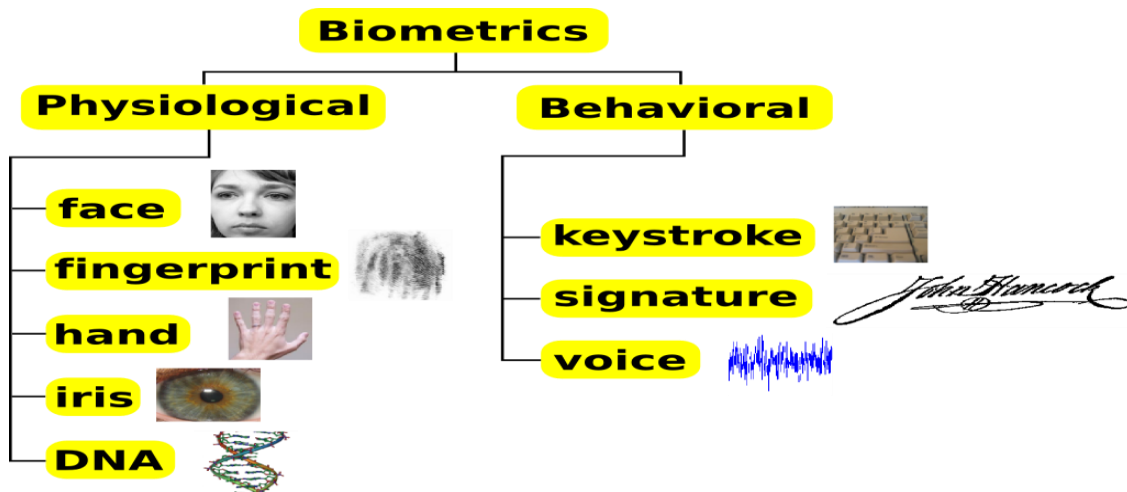 Biometrics
Physiological
Behavioral
face
fingerprint
hand
iris
DNA
keystroke
signature
John Hancock
voice